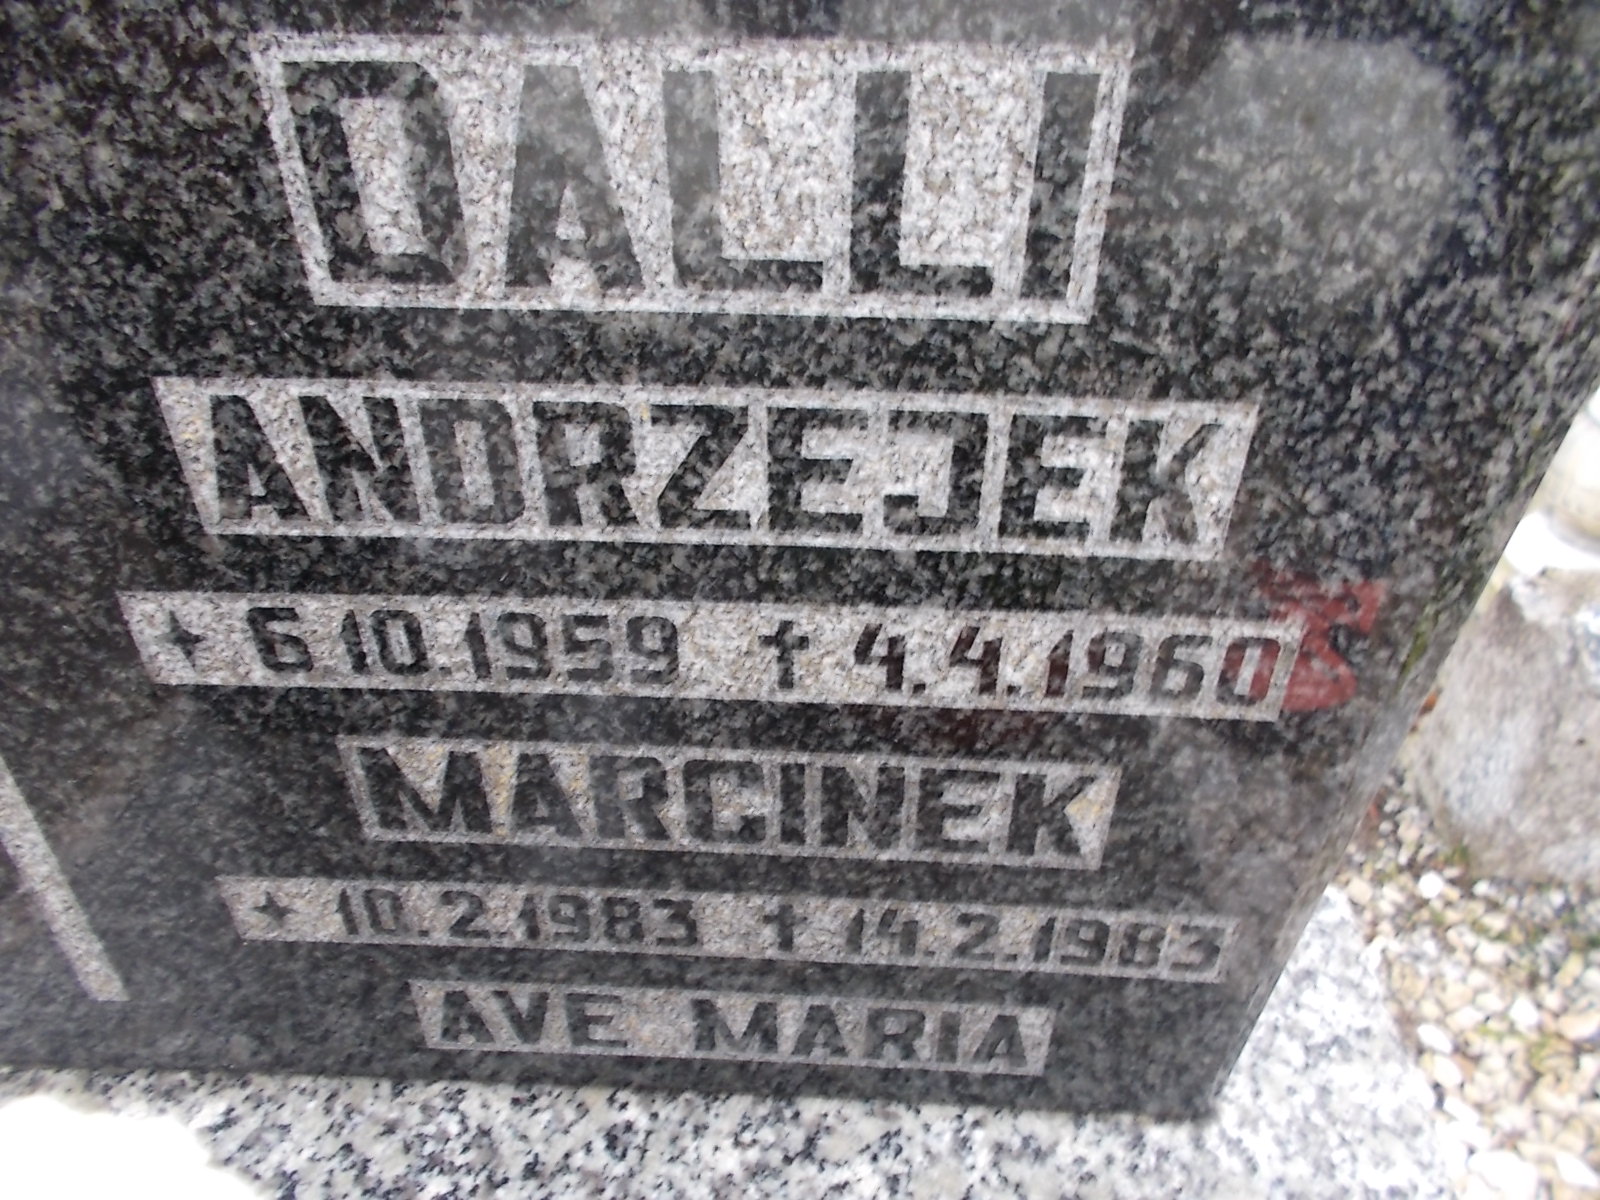 DALLI
ANDRZEJEK
✦ 6 10.1959 † 4.4.1960
MARCINEK
✦ 10.2.1983 † 14.2.1983
AVE MARIA